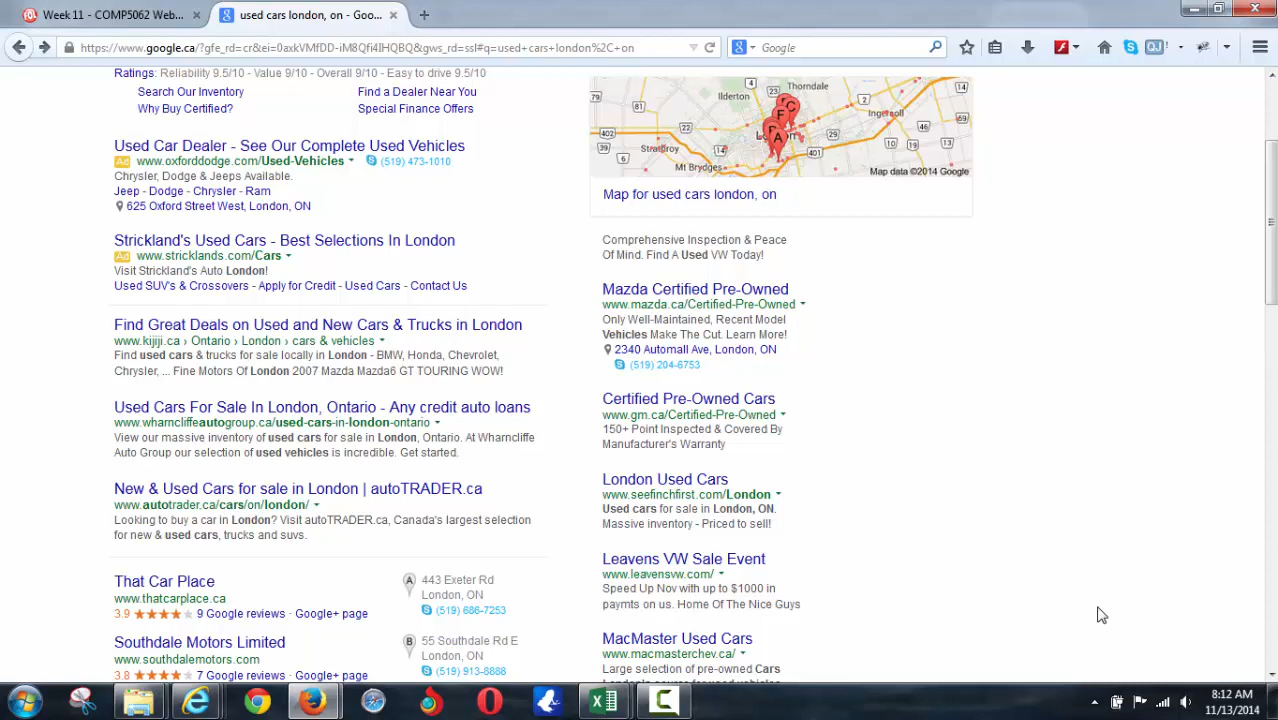 Week 11 - COMP5062 Web...
used cars london, on - Goo...
https://www.google.ca/?gfe_rd=cr&ei=0axkVMfDD-iM8Qfi4IHQBQ&gws_rd=ssl#q=used+cars+london%2C+on
Google
Ratings: Reliability 9.5/10 - Value 9/10 - Overall 9/10 - Easy to drive 9.5/10
Search Our Inventory
Find a Dealer Near You
Why Buy Certified?
Special Finance Offers
Used Car Dealer - See Our Complete Used Vehicles
Ad www.oxforddodge.com/Used-Vehicles (519) 473-1010
Chrysler, Dodge & Jeeps Available.
Jeep - Dodge - Chrysler - Ram
625 Oxford Street West, London, ON
Strickland's Used Cars - Best Selections In London
Ad www.stricklands.com/Cars
Visit Strickland's Auto London!
Used SUV's & Crossovers - Apply for Credit - Used Cars - Contact Us
Find Great Deals on Used and New Cars & Trucks in London
www.kijiji.ca › Ontario › London › cars & vehicles
Find used cars & trucks for sale locally in London - BMW, Honda, Chevrolet,
Chrysler, ... Fine Motors Of London 2007 Mazda Mazda6 GT TOURING WOW!
Used Cars For Sale In London, Ontario - Any credit auto loans
www.wharncliffeautogroup.ca/used-cars-in-london-ontario
View our massive inventory of used cars for sale in London, Ontario. At Wharncliffe
Auto Group our selection of used vehicles is incredible. Get started.
New & Used Cars for sale in London | autoTRADER.ca
www.autotrader.ca/cars/on/london/
Looking to buy a car in London? Visit autoTRADER.ca, Canada's largest selection
for new & used cars, trucks and suvs.
That Car Place
www.thatcarplace.ca
3.9 9 Google reviews · Google+ page
A 443 Exeter Rd
London, ON
(519) 686-7253
Southdale Motors Limited
www.southdalemotors.com
3.8 7 Google reviews · Google+ page
B 55 Southdale Rd E
London, ON
(519) 913-8888
Thorndale
Ilderton
Ingersoll
Stratford
Mt Brydges
79
81
7
4
23
59
14
402
22
42
10
19
39
6
401
C
F
A
Map data ©2014 Google
Map for used cars london, on
Comprehensive Inspection & Peace
Of Mind. Find A Used VW Today!
Mazda Certified Pre-Owned
www.mazda.ca/Certified-Pre-Owned
Only Well-Maintained, Recent Model
Vehicles Make The Cut. Learn More!
2340 Automall Ave, London, ON
(519) 204-6753
Certified Pre-Owned Cars
www.gm.ca/Certified-Pre-Owned
150+ Point Inspected & Covered By
Manufacturer's Warranty
London Used Cars
www.seefinchfirst.com/London
Used cars for sale in London, ON.
Massive inventory - Priced to sell!
Leavens VW Sale Event
www.leavensvw.com/
Speed Up Nov with up to $1000 in
paymts on us. Home Of The Nice Guys
MacMaster Used Cars
www.macmasterchev.ca/
Large selection of pre-owned Cars
8:12 AM
11/13/2014